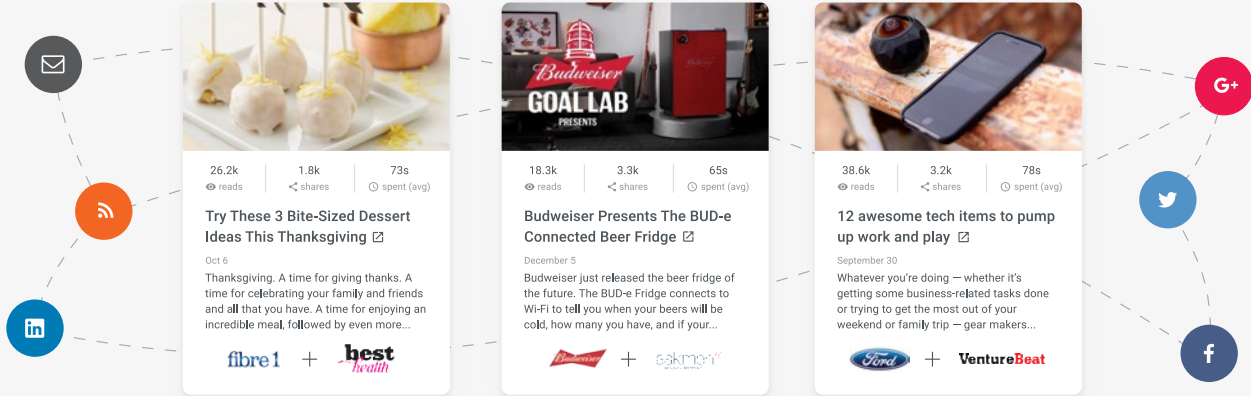 26.2k
reads
1.8k
shares
73s
spent (avg)
Try These 3 Bite-Sized Dessert
Ideas This Thanksgiving
Oct 6
Thanksgiving. A time for giving thanks. A
time for celebrating your family and friends
and all that you have. A time for enjoying an
incredible meal, followed by even more...
fibre 1
+
best
health
Budweiser
GOAL LAB
PRESENTS
18.3k
reads
3.3k
shares
65s
spent (avg)
Budweiser Presents The BUD-e
Connected Beer Fridge
December 5
Budweiser just released the beer fridge of
the future. The BUD-e Fridge connects to
Wi-Fi to tell you when your beers will be
cold, how many you have, and if your...
Budweiser
+
38.6k
reads
3.2k
shares
78s
spent (avg)
12 awesome tech items to pump
up work and play
September 30
Whatever you're doing — whether it's
getting some business-related tasks done
or trying to get the most out of your
weekend or family trip — gear makers...
Ford
+
VentureBeat
in
G+
f